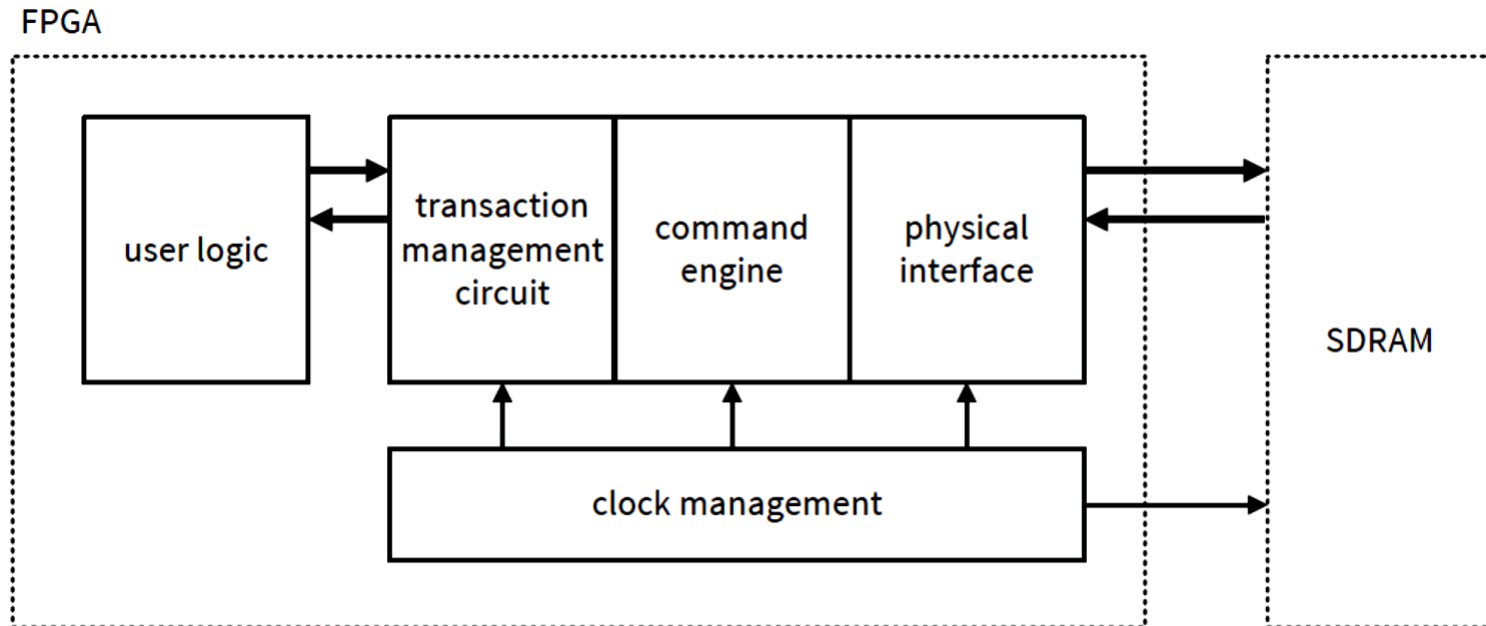 FPGA
user logic
transaction
management
circuit
command
engine
physical
interface
SDRAM
clock management